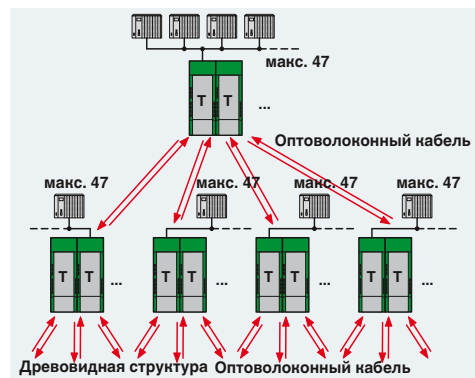 макс. 47
T T ...
Оптоволоконный кабель
макс. 47 макс. 47 макс. 47 макс. 47
T T ... T T ... T T ... T T ...
Древовидная структура Оптоволоконный кабель